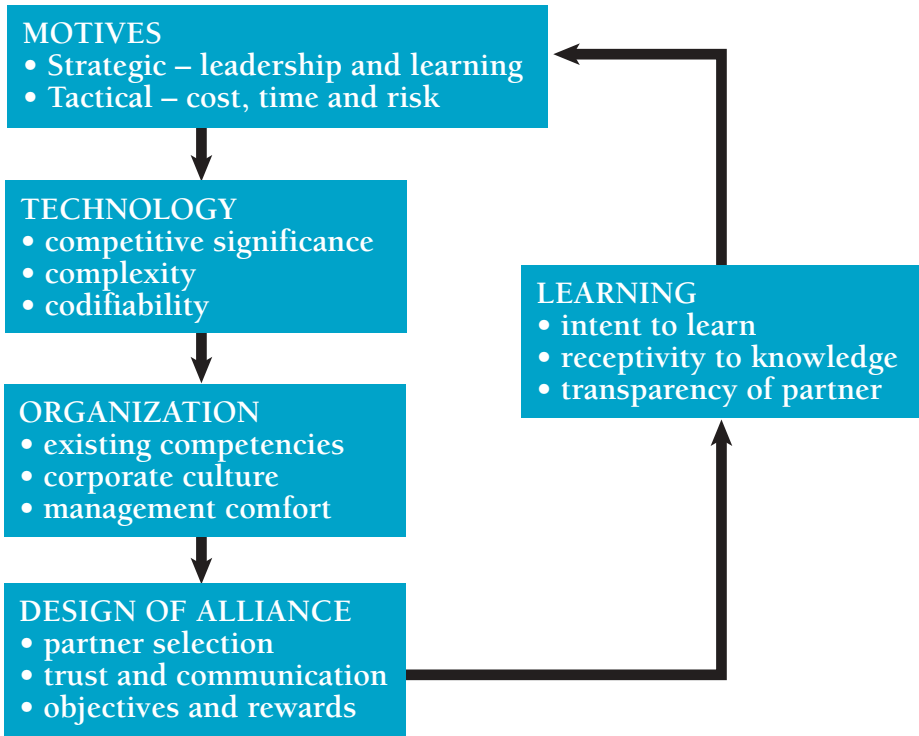 MOTIVES
• Strategic – leadership and learning
• Tactical – cost, time and risk
TECHNOLOGY
• competitive significance
• complexity
• codifiability
ORGANIZATION
• existing competencies
• corporate culture
• management comfort
DESIGN OF ALLIANCE
• partner selection
• trust and communication
• objectives and rewards
LEARNING
• intent to learn
• receptivity to knowledge
• transparency of partner